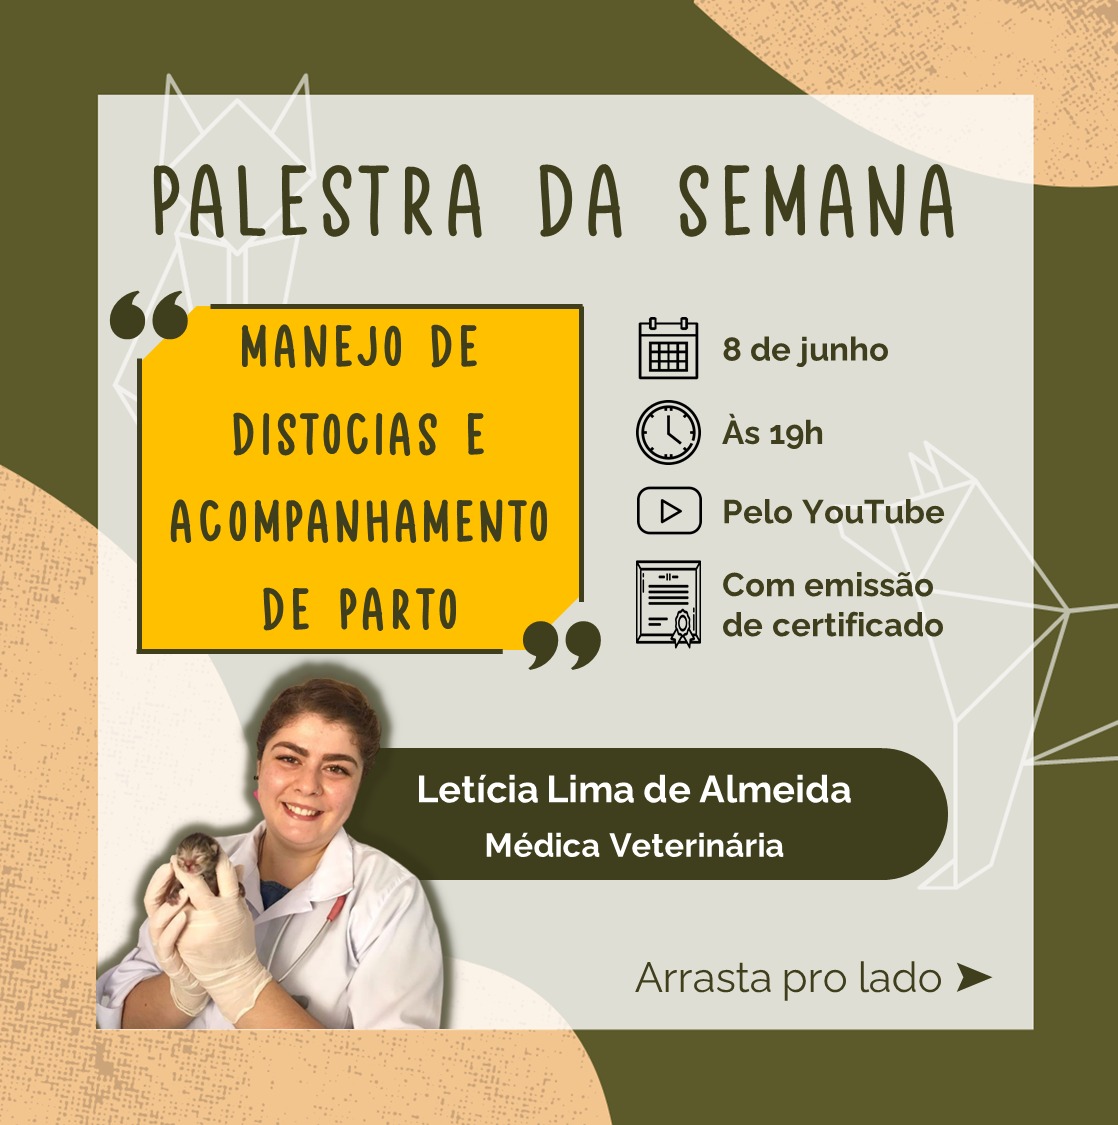 PALESTRA DA SEMANA
MANEJO DE
DISTOCIAS E
ACOMPANHAMENTO
DE PARTO
8 de junho
Às 19h
Pelo YouTube
Com emissão
de certificado
Letícia Lima de Almeida
Médica Veterinária
Arrasta pro lado